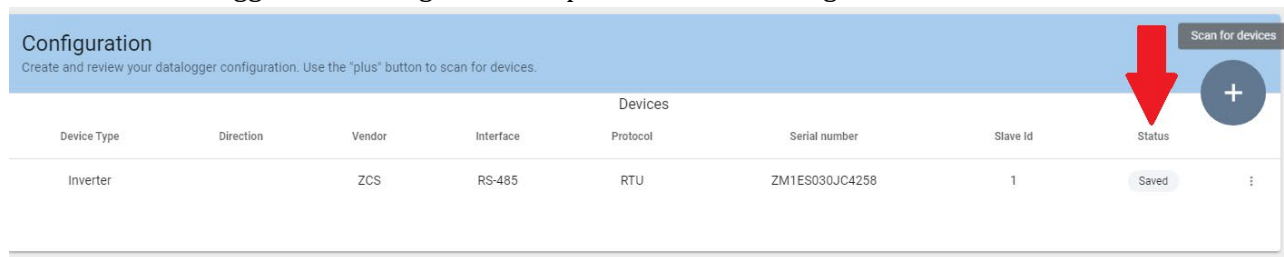 Configuration
Scan for devices
Create and review your datalogger configuration. Use the "plus" button to scan for devices.
+
Devices
Device Type Direction Vendor Interface Protocol Serial number Slave Id Status
Inverter ZCS RS-485 RTU ZM1ES030JC4258 1 Saved